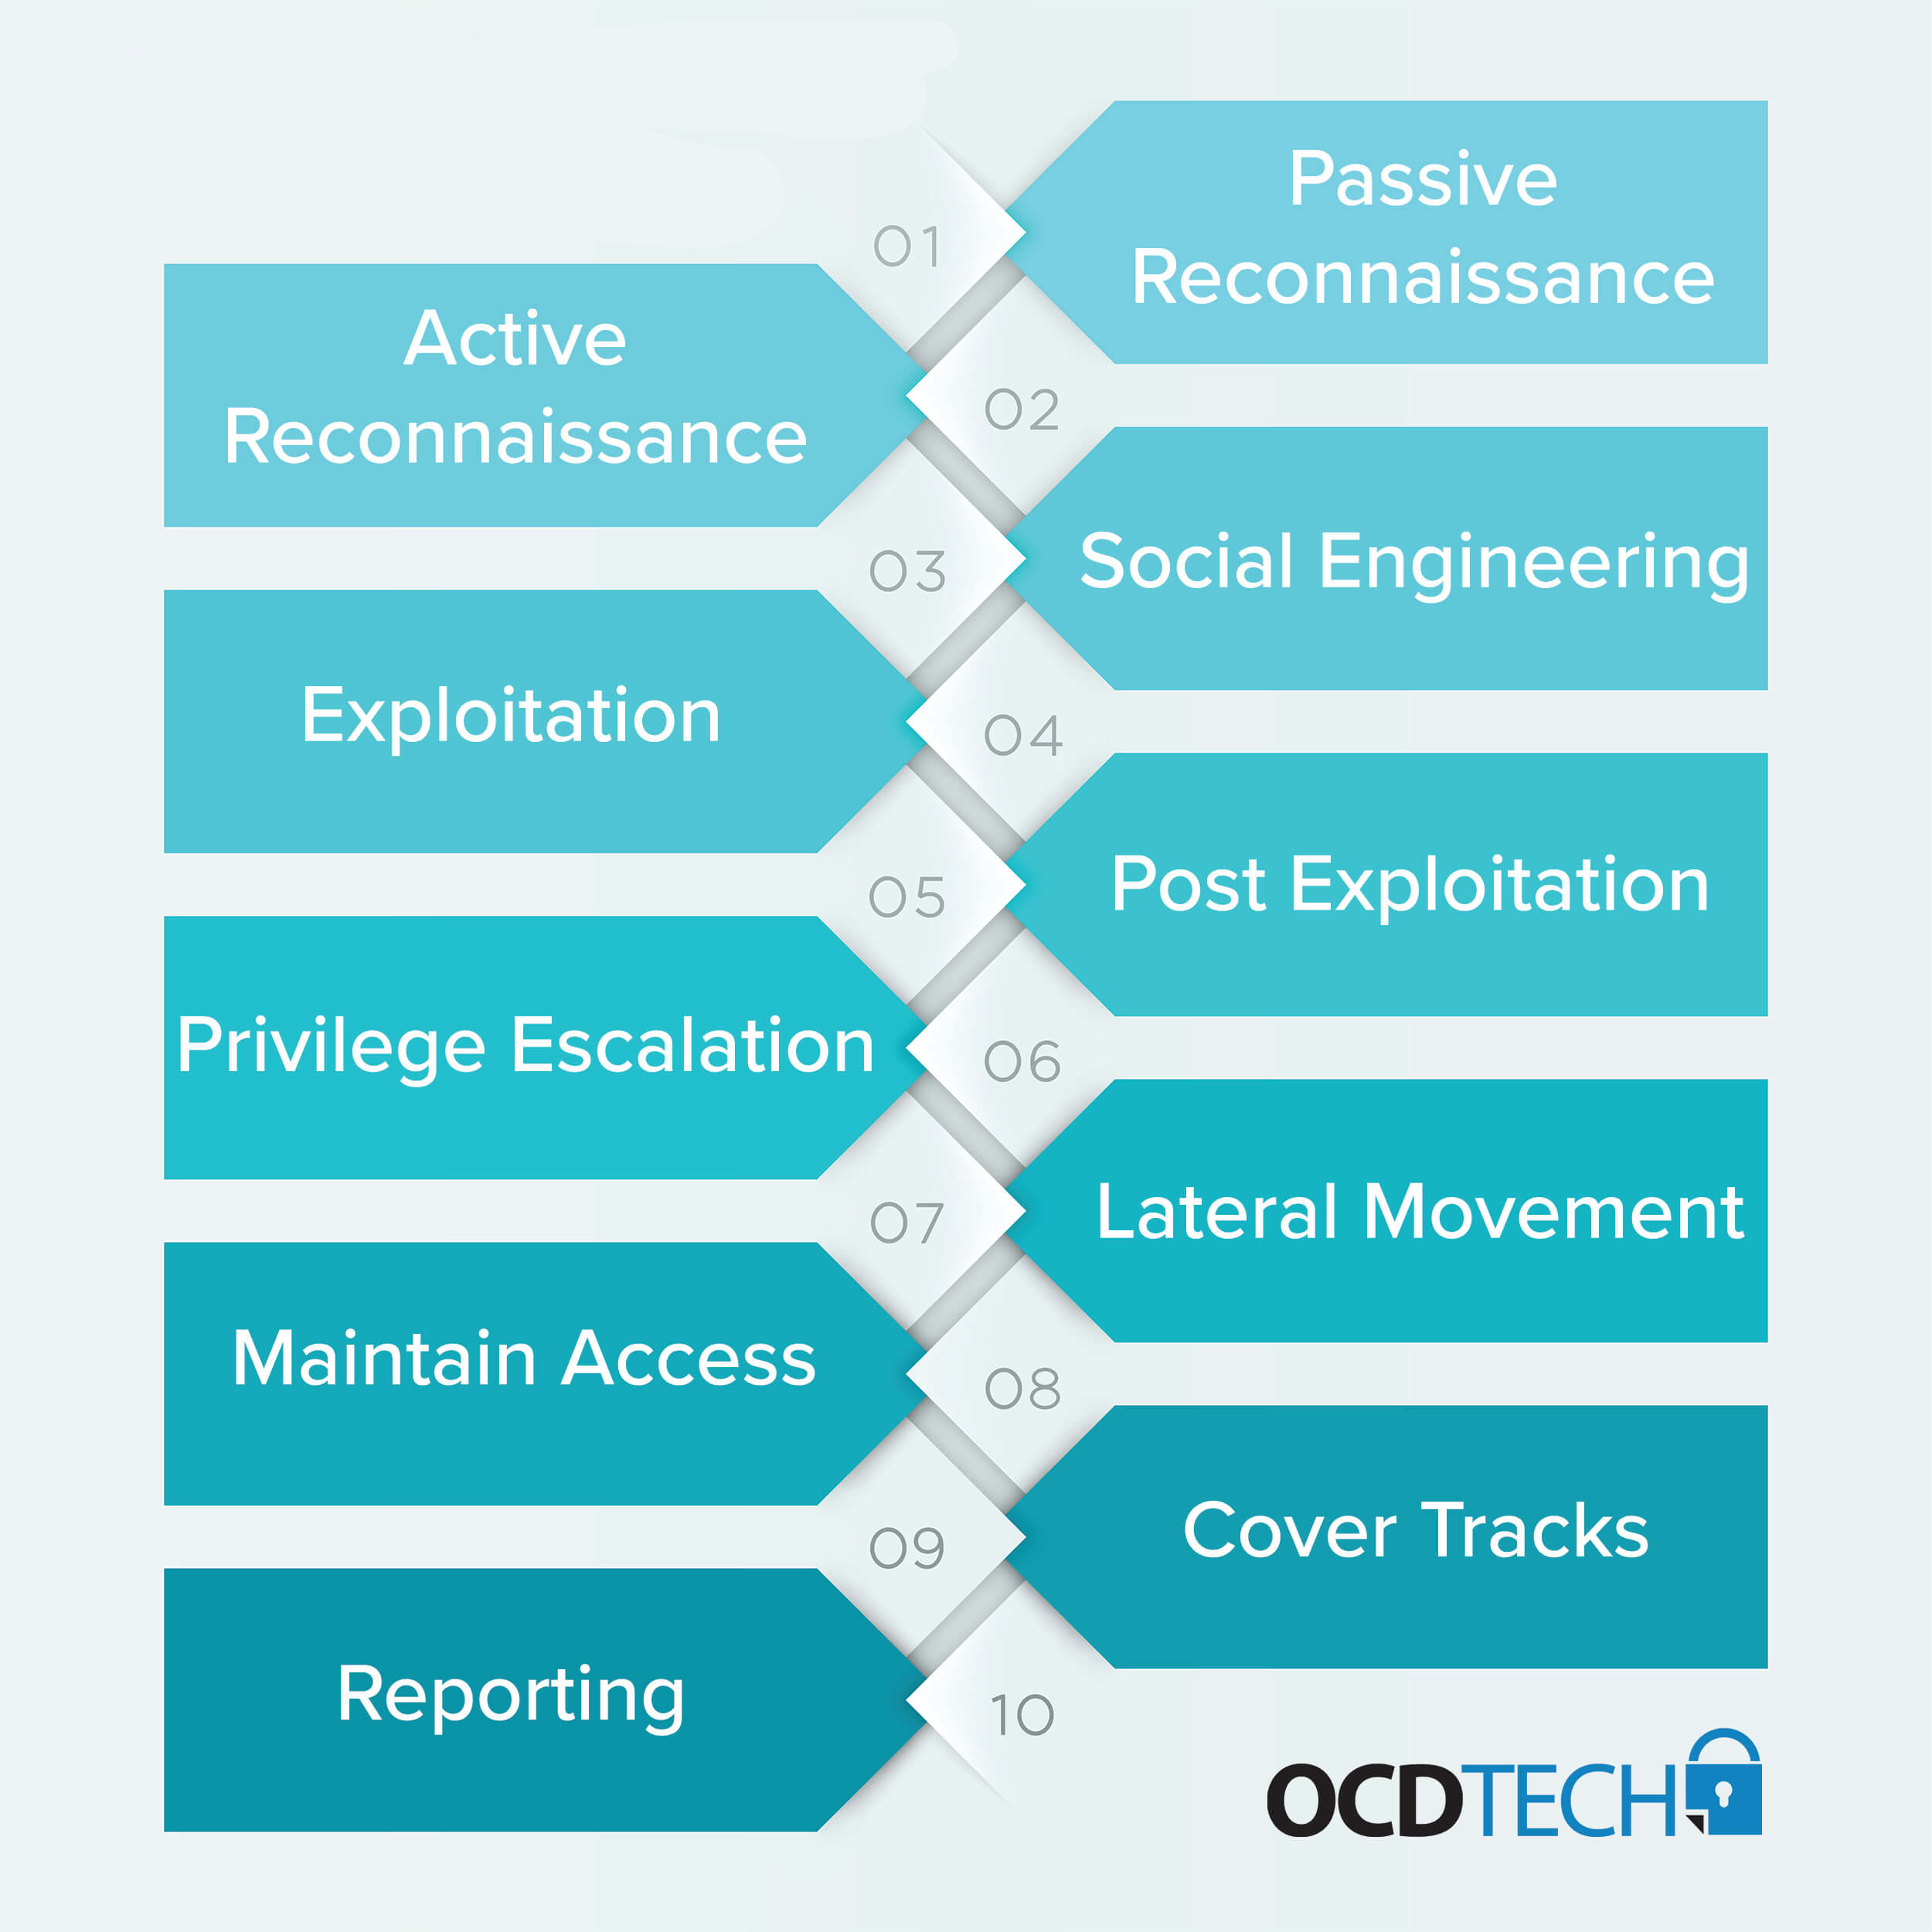 01
Passive
Reconnaissance
Active
Reconnaissance
02
03
Social Engineering
Exploitation
04
05
Post Exploitation
Privilege Escalation
06
07
Lateral Movement
Maintain Access
08
09
Cover Tracks
Reporting
10
OCDTECH